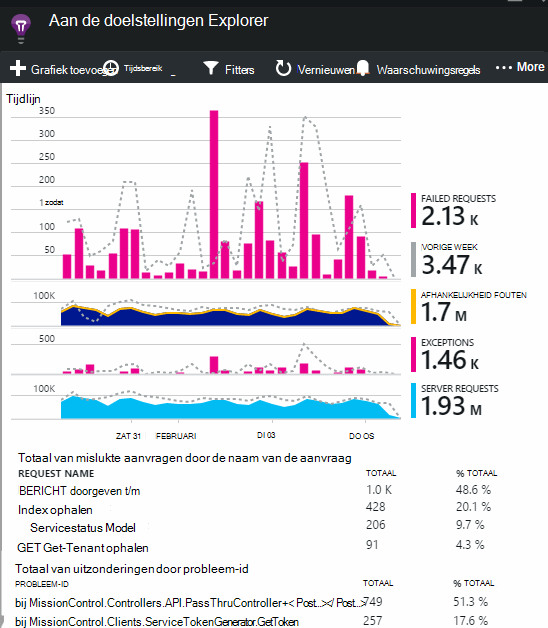 Aan de doelstellingen Explorer
Grafiek toevoegen Tijdsbereik Fitters Vernieuwen Waarschuwingsregels ... More
Tijdlijn
350
300
250
200
1 zodat
100
50
FAILED REQUESTS
2.13 K
VORIGE WEEK
3.47 K
100K
AFHANKELIJKHEID FOUTEN
1.7 M
500
EXCEPTIONS
1.46 K
100K
SERVER REQUESTS
1.93 M
ZAT 31 FEBRUARI DI 03 DO OS
Totaal van mislukte aanvragen door de naam van de aanvraag
REQUEST NAME TOTAAL % TOTAAL
BERICHT doorgeven t/m 1.0 K 48.6 %
Index ophalen 428 20.1 %
Servicestatus Model 206 9.7 %
GET Get-Tenant ophalen 91 4.3 %
Totaal van uitzonderingen door probleem-id
PROBLEEM-ID TOTAAL % TOTAAL
bij MissionControl.Controllers.API.PassThruController+< Post...>< / Post...> 749 51.3 %
bij MissionControl.Clients.ServiceTokenGenerator.GetToken 257 17.6 %